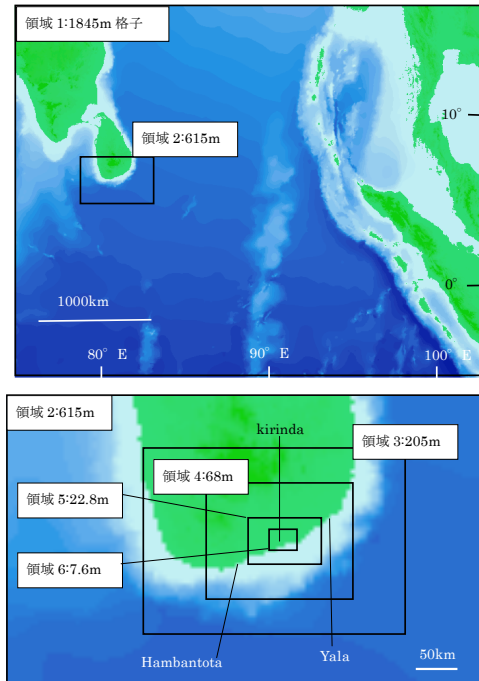 領域 1:1845m 格子
10°
領域 2:615m
0°
1000km
80° E
90° E
100° E
領域 2:615m
kirinda
領域 3:205m
領域 4:68m
領域 5:22.8m
領域 6:7.6m
Hambantota
Yala
50km